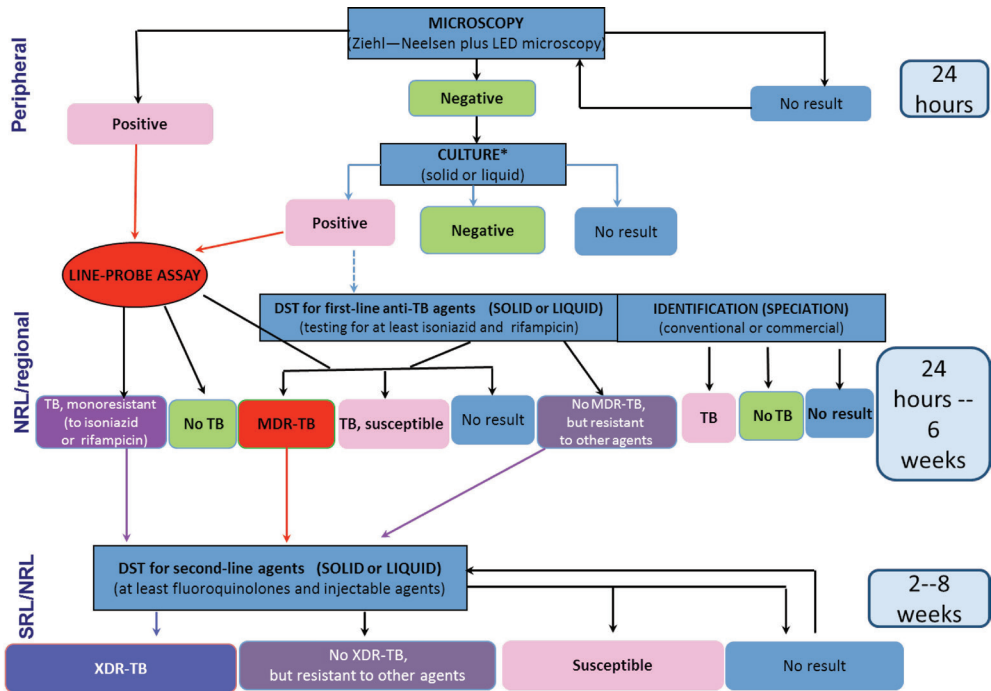 Peripheral
MICROSCOPY
(Ziehl—Neelsen plus LED microscopy)
24
hours
Negative
No result
Positive
CULTURE*
(solid or liquid)
Positive
Negative
No result
LINE-PROBE ASSAY
NRL/regional
DST for first-line anti-TB agents (SOLID or LIQUID)
(testing for at least isoniazid and rifampicin)
IDENTIFICATION (SPECIATION)
(conventional or commercial)
24
hours --
6
weeks
TB, monoresistant
(to isoniazid
or rifampicin)
No TB
MDR-TB
TB, susceptible
No result
No MDR-TB,
but resistant
to other agents
TB
No TB
No result
SRL/NRL
DST for second-line agents (SOLID or LIQUID)
(at least fluoroquinolones and injectable agents)
2--8
weeks
XDR-TB
No XDR-TB,
but resistant to other agents
Susceptible
No result